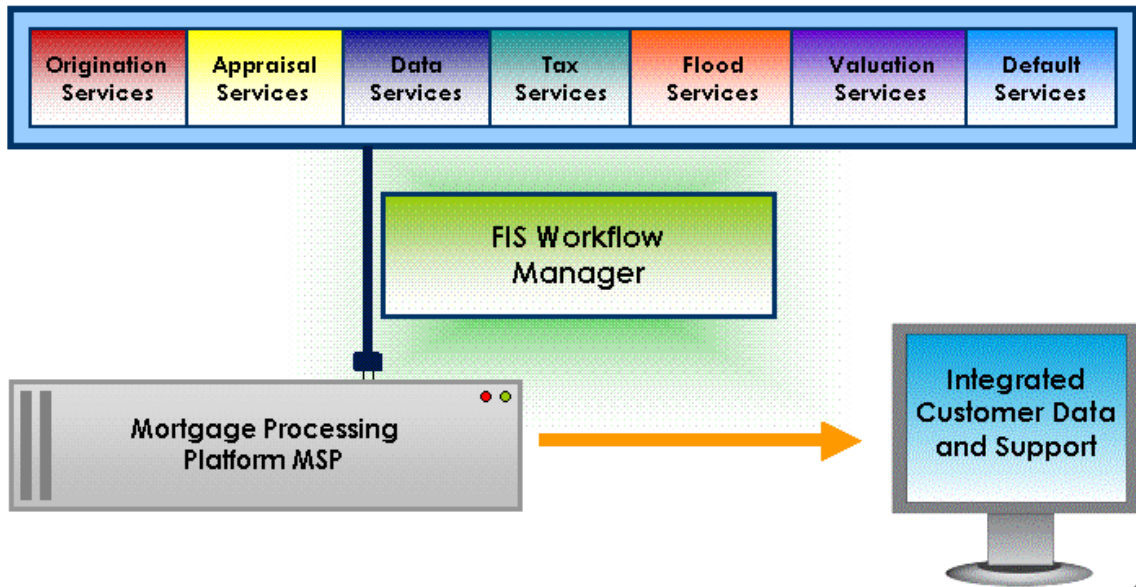 Origination
Services
Appraisal
Services
Data
Services
Tax
Services
Flood
Services
Valuation
Services
Default
Services
FIS Workflow
Manager
Mortgage Processing
Platform MSP
Integrated
Customer Data
and Support